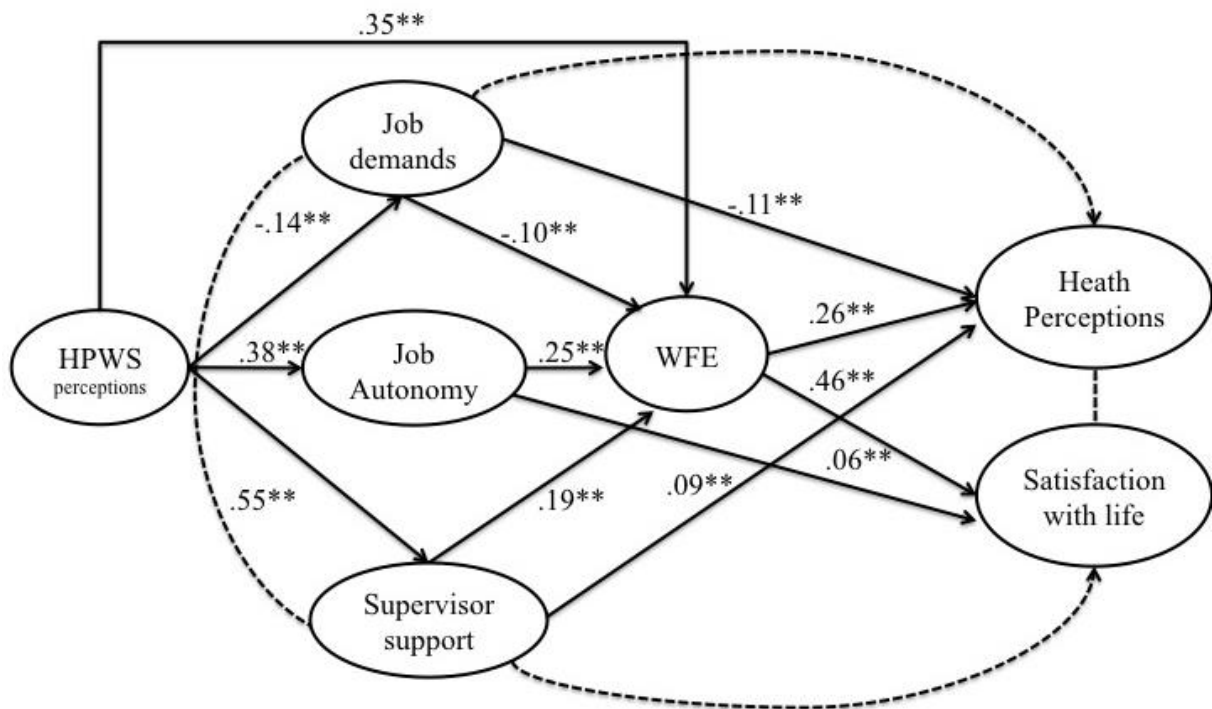 .35**
Job
demands
-.14**
-.10**
-.11**
Heath
Perceptions
HPWS
perceptions
.38**
Job
Autonomy
.25**
WFE
.26**
.46**
.55**
.19**
.09**
.06**
Satisfaction
with life
Supervisor
support